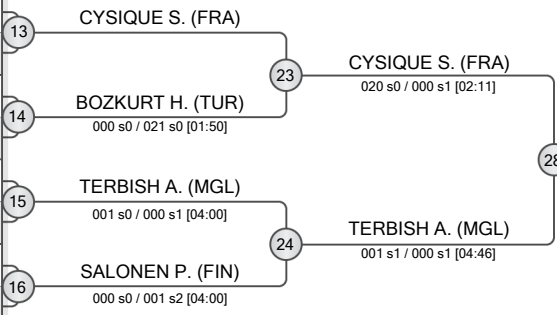 CYSIQUE S. (FRA)
13
23
CYSIQUE S. (FRA)
020 s0 / 000 s1 [02:11]
BOZKURT H. (TUR)
14
000 s0 / 021 s0 [01:50]
28
TERBISH A. (MGL)
15
001 s0 / 000 s1 [04:00]
24
TERBISH A. (MGL)
001 s1 / 000 s1 [04:46]
SALONEN P. (FIN)
16
000 s0 / 001 s2 [04:00]